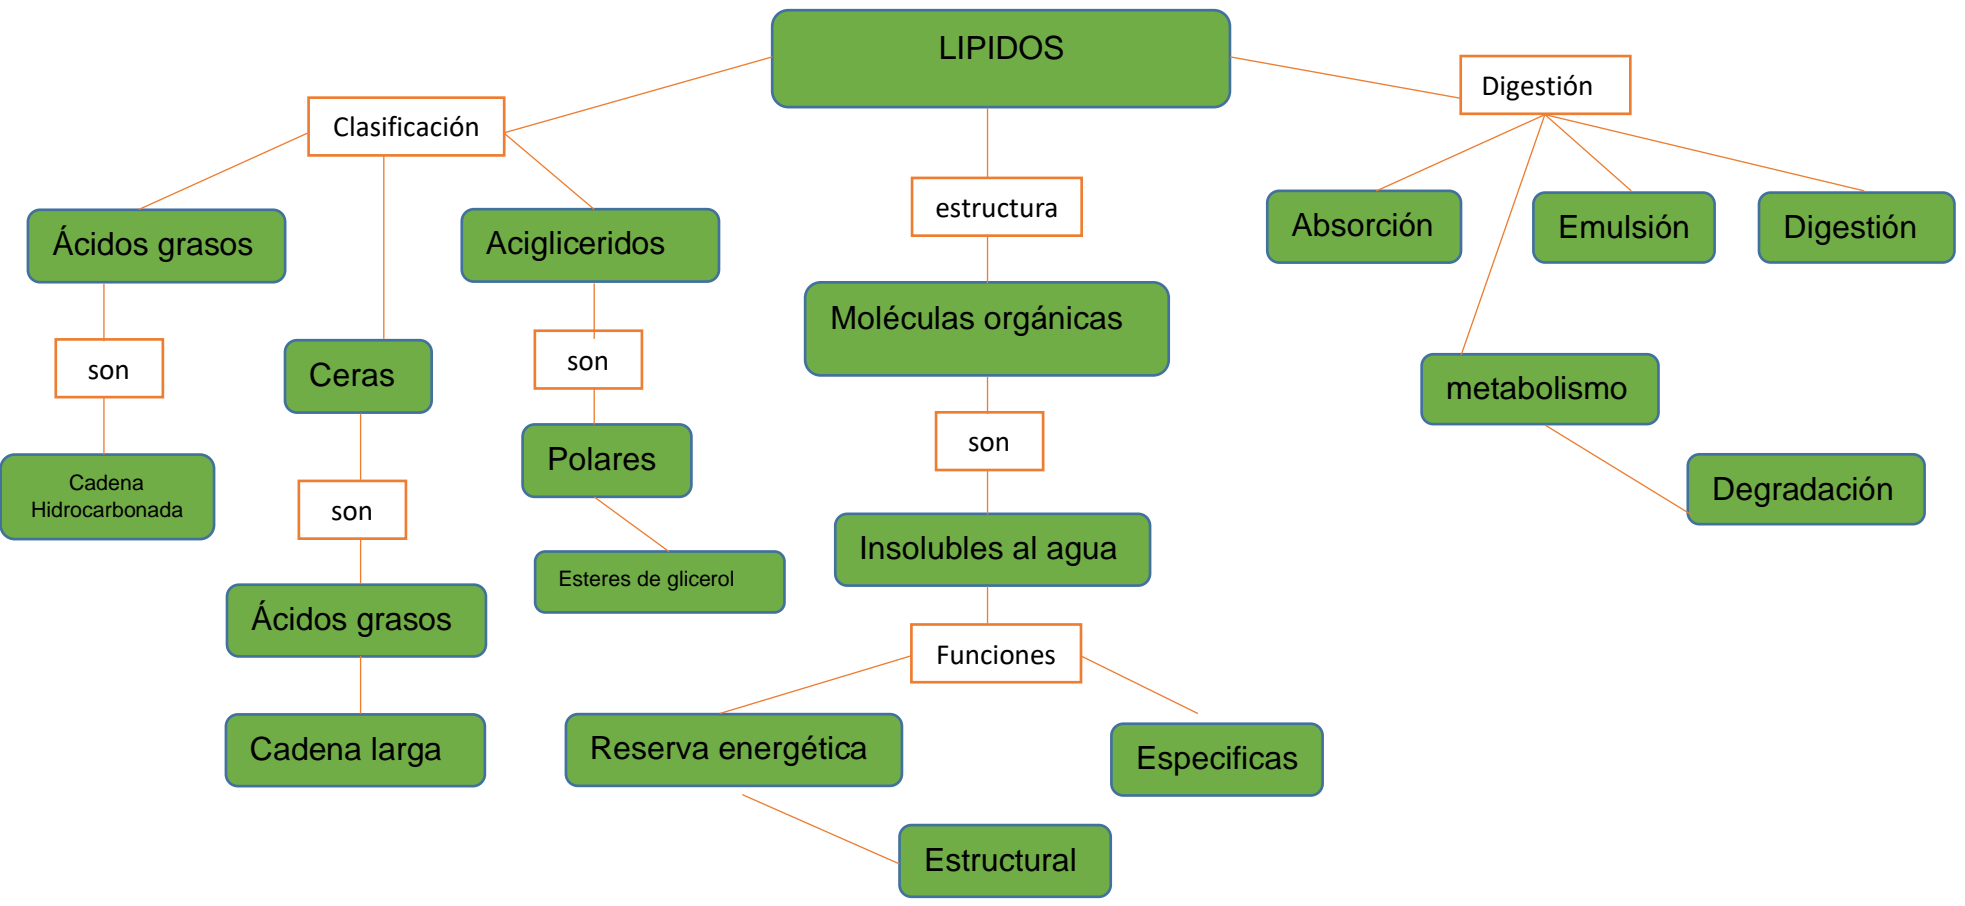 LIPIDOS
Digestión
Clasificación
estructura
Absorción
Emulsión
Digestión
Ácidos grasos
Acigliceridos
Moléculas orgánicas
son
Ceras
son
metabolismo
son
Polares
Cadena
Hidrocarbonada
son
Degradación
Insolubles al agua
Esteres de glicerol
Ácidos grasos
Funciones
Cadena larga
Reserva energética
Especificas
Estructural